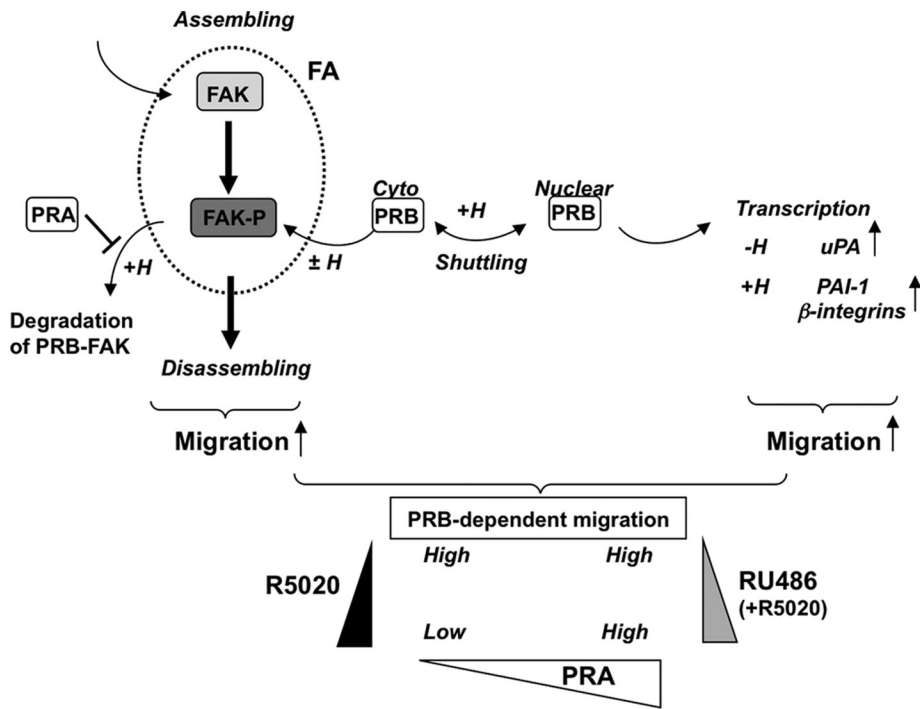 Assembling
FA
FAK
Cyto
Nuclear
PRA
FAK-P
PRB
+H
PRB
Transcription
+H
± H
Shuttling
-H uPA
+H PAI-1
β-integrins
Degradation
of PRB-FAK
Disassembling
Migration
Migration
PRB-dependent migration
High High
R5020
RU486
(+R5020)
Low High
PRA